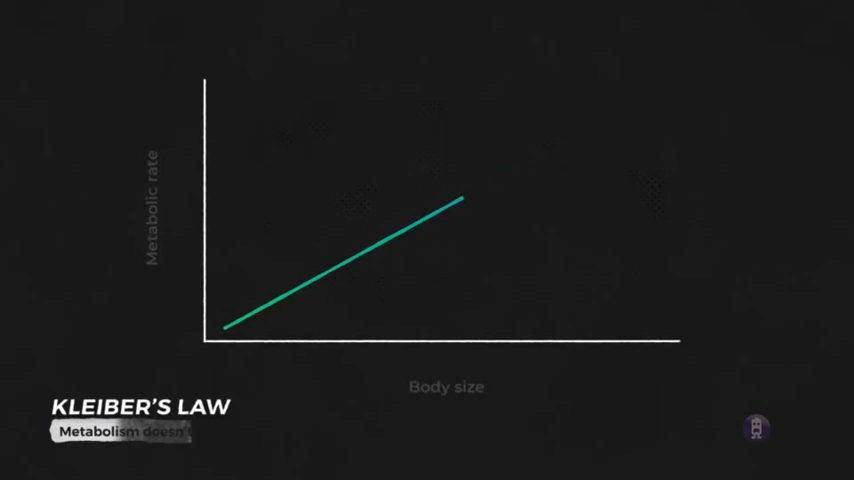 Metabolic rate
Body size
KLEIBER'S LAW
Metabolism doesn't